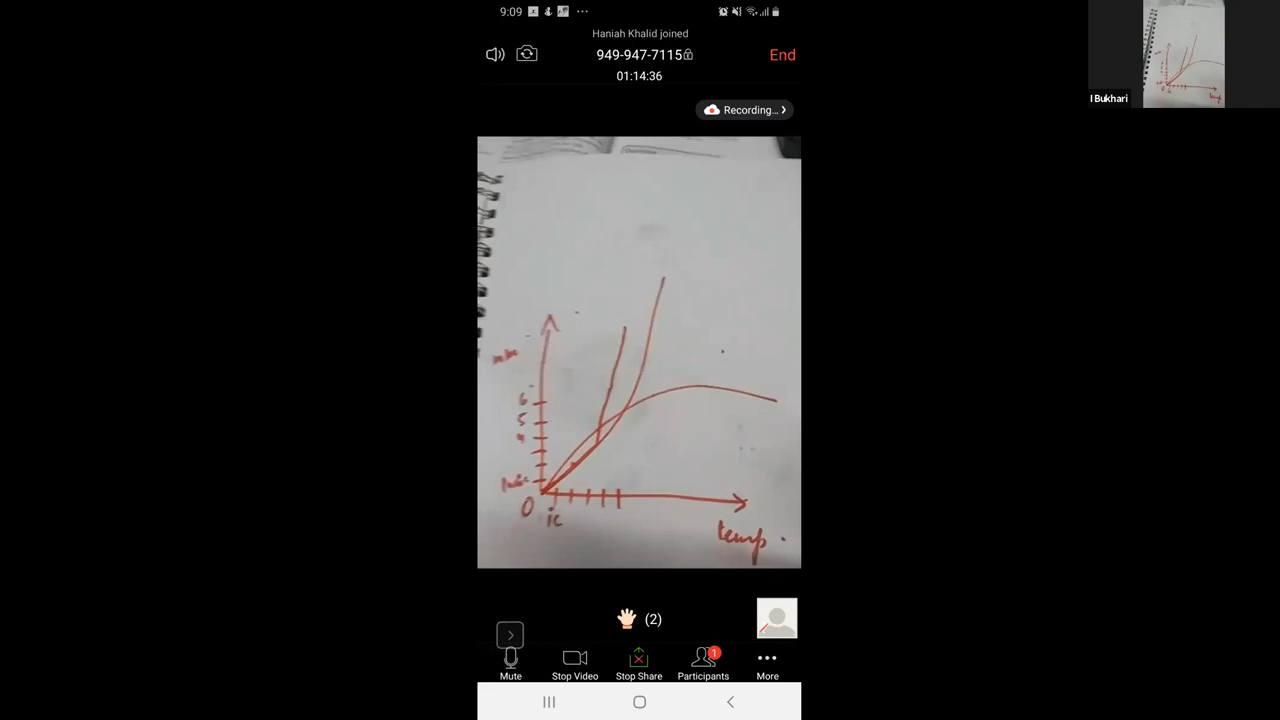 9:09
Haniah Khalid joined
949-947-7115
End
01:14:36
Recording...
I Bukhari
6
5
4
0
temp.
(2)
Mute
Stop Video
Stop Share
1
Participants
More